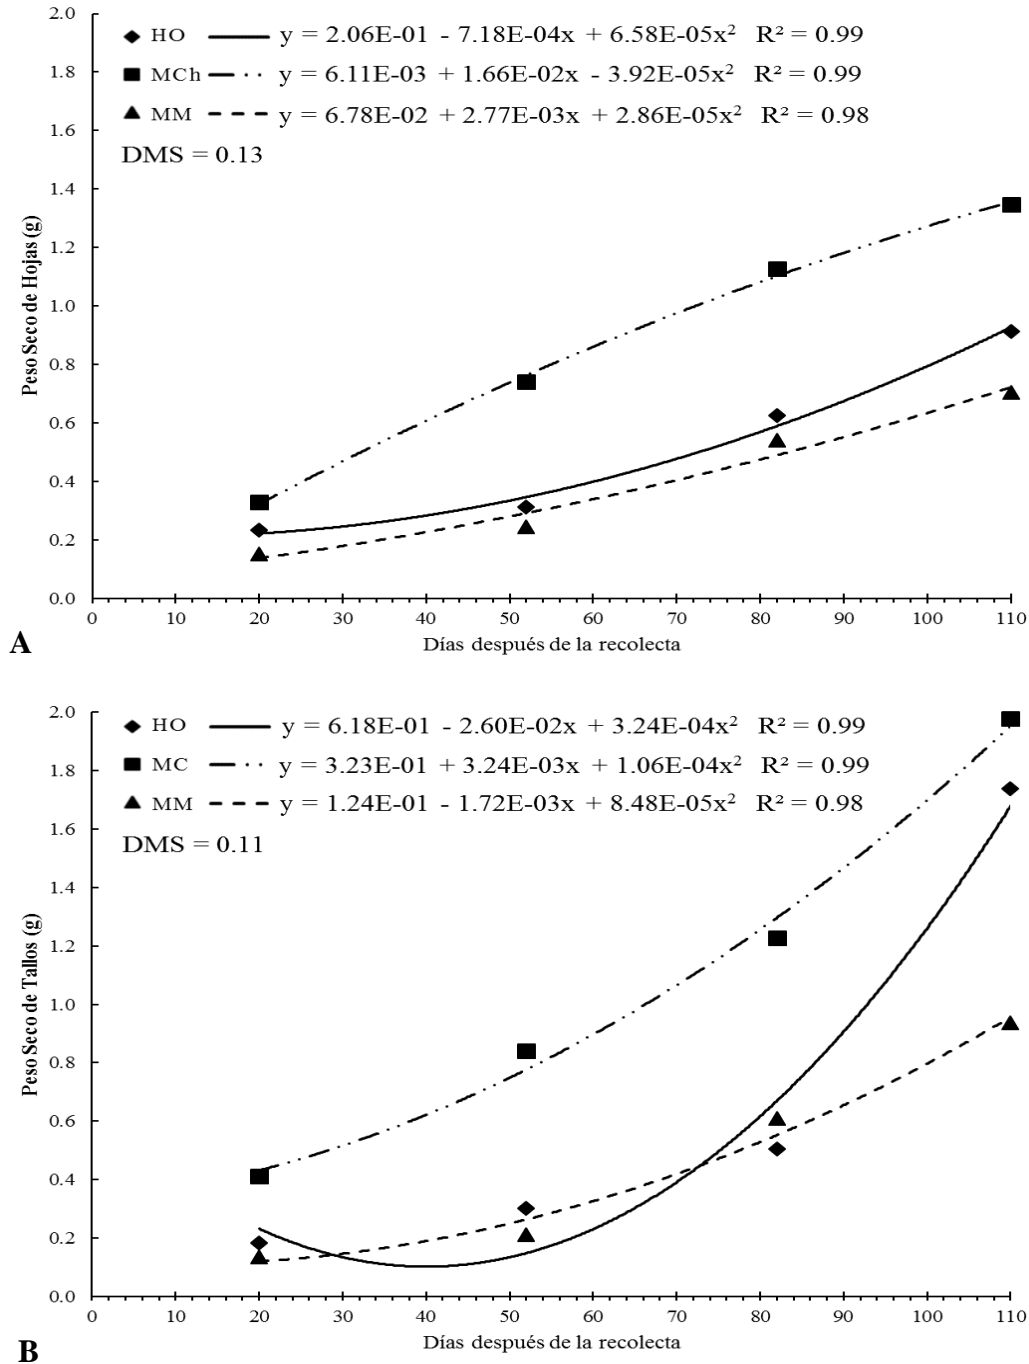 HO y = 2.06E-01 - 7.18E-04x + 6.58E-05x² R² = 0.99
MCh y = 6.11E-03 + 1.66E-02x - 3.92E-05x² R² = 0.99
MM y = 6.78E-02 + 2.77E-03x + 2.86E-05x² R² = 0.98
DMS = 0.13
Peso Seco de Hojas (g)
2.0
1.8
1.6
1.4
1.2
1.0
0.8
0.6
0.4
0.2
0.0
0 10 20 30 40 50 60 70 80 90 100 110
Días después de la recolecta
A
HO y = 6.18E-01 - 2.60E-02x + 3.24E-04x² R² = 0.99
MC y = 3.23E-01 + 3.24E-03x + 1.06E-04x² R² = 0.99
MM y = 1.24E-01 - 1.72E-03x + 8.48E-05x² R² = 0.98
DMS = 0.11
Peso Seco de Tallos (g)
2.0
1.8
1.6
1.4
1.2
1.0
0.8
0.6
0.4
0.2
0.0
0 10 20 30 40 50 60 70 80 90 100 110
Días después de la recolecta
B